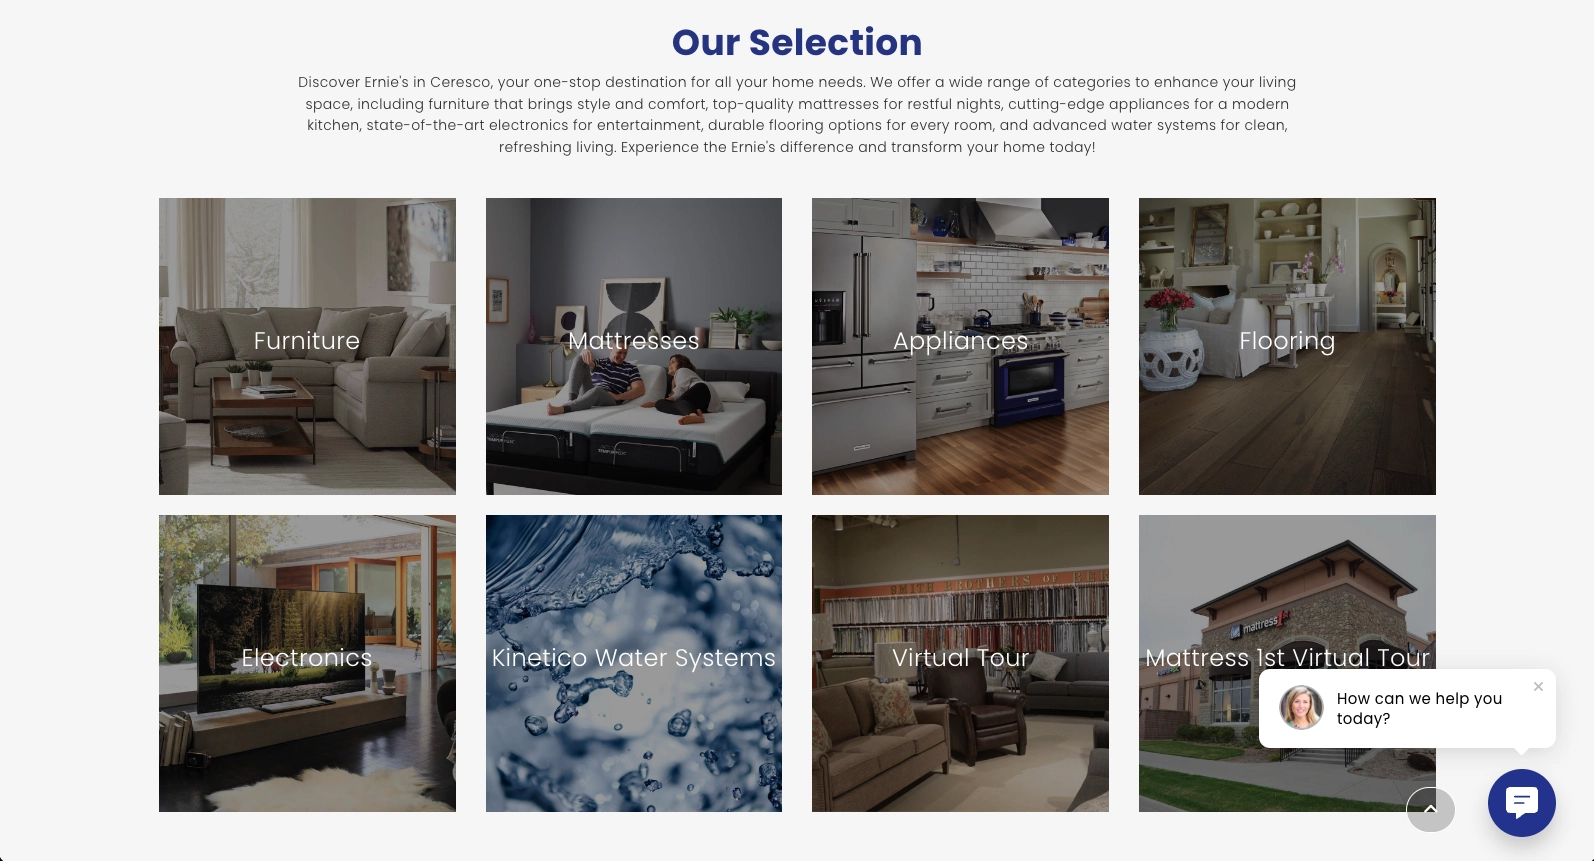 Our Selection
Discover Ernie's in Ceresco, your one-stop destination for all your home needs. We offer a wide range of categories to enhance your living
space, including furniture that brings style and comfort, top-quality mattresses for restful nights, cutting-edge appliances for a modern
kitchen, state-of-the-art electronics for entertainment, durable flooring options for every room, and advanced water systems for clean,
refreshing living. Experience the Ernie's difference and transform your home today!
Furniture
Mattresses
Appliances
Flooring
Electronics
Kinetico Water Systems
SMITH BROTHERS OF BER
Virtual Tour
mattress1st
Mattress 1st Virtual Tour
How can we help you
today?